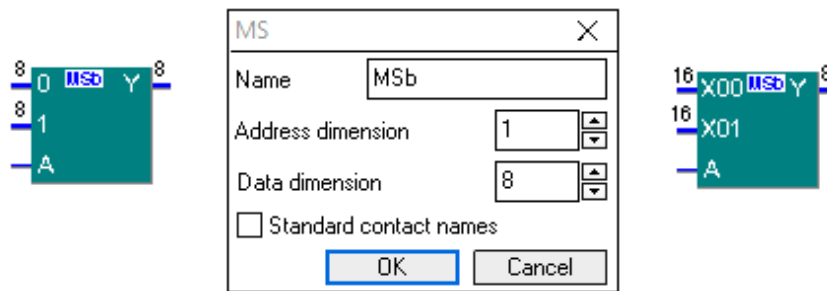 8
0 MSb Y 8
8
1
A
MS
Name MSb
Address dimension 1
Data dimension 8
Standard contact names
OK Cancel
16
X00 MSb Y 8
16
X01
A